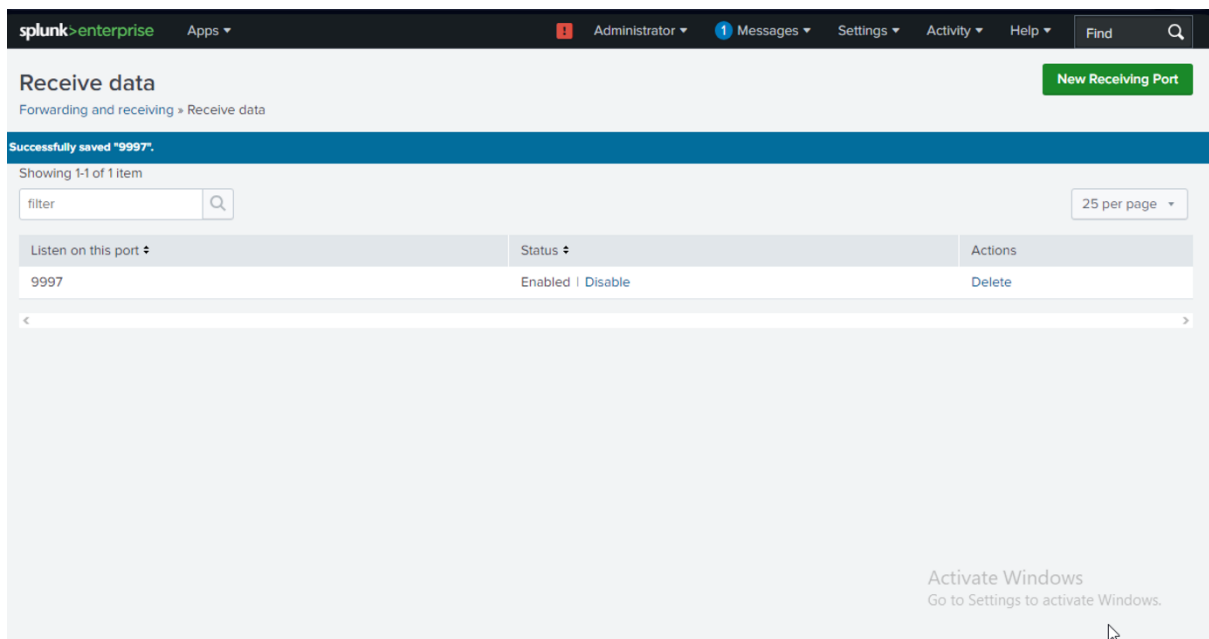 splunk>enterprise Apps ! Administrator 1 Messages Settings Activity Help Find
Receive data
New Receiving Port
Forwarding and receiving » Receive data
Successfully saved "9997".
Showing 1-1 of 1 item
filter
25 per page
Listen on this port Status Actions
9997 Enabled | Disable Delete
< >
Activate Windows
Go to Settings to activate Windows.